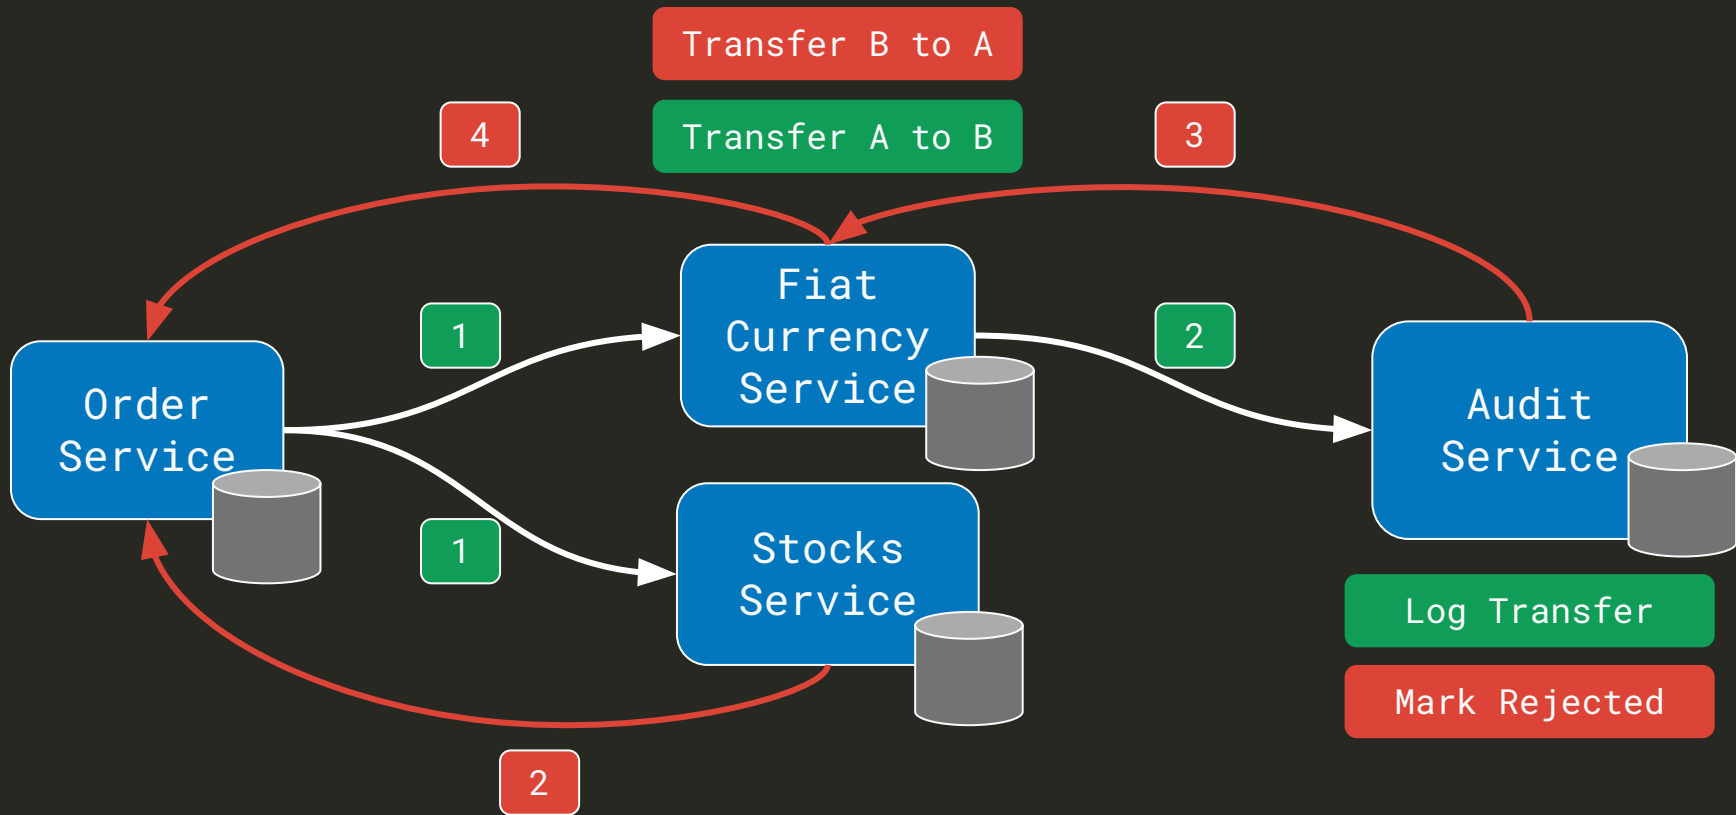 Transfer B to A
4
Transfer A to B
3
Fiat
Currency
Service
1
2
Order
Service
Audit
Service
1
Stocks
Service
Log Transfer
Mark Rejected
2